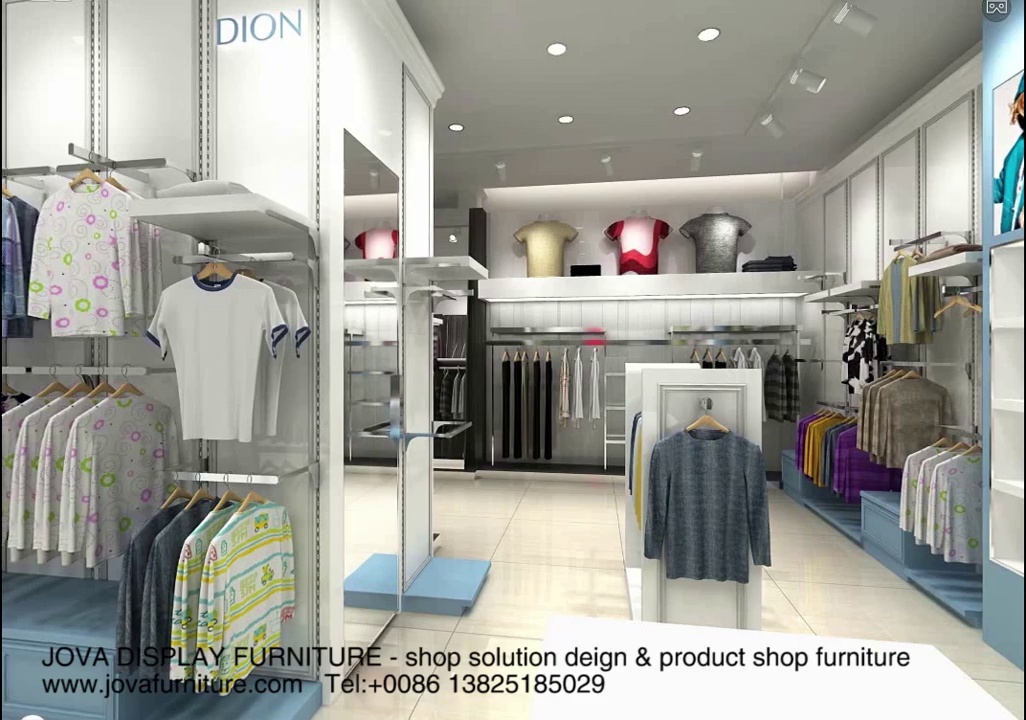 DION
JOVA DISPLAY FURNITURE - shop solution deign & product shop furniture
www.jovafurniture.com Tel:+0086 13825185029